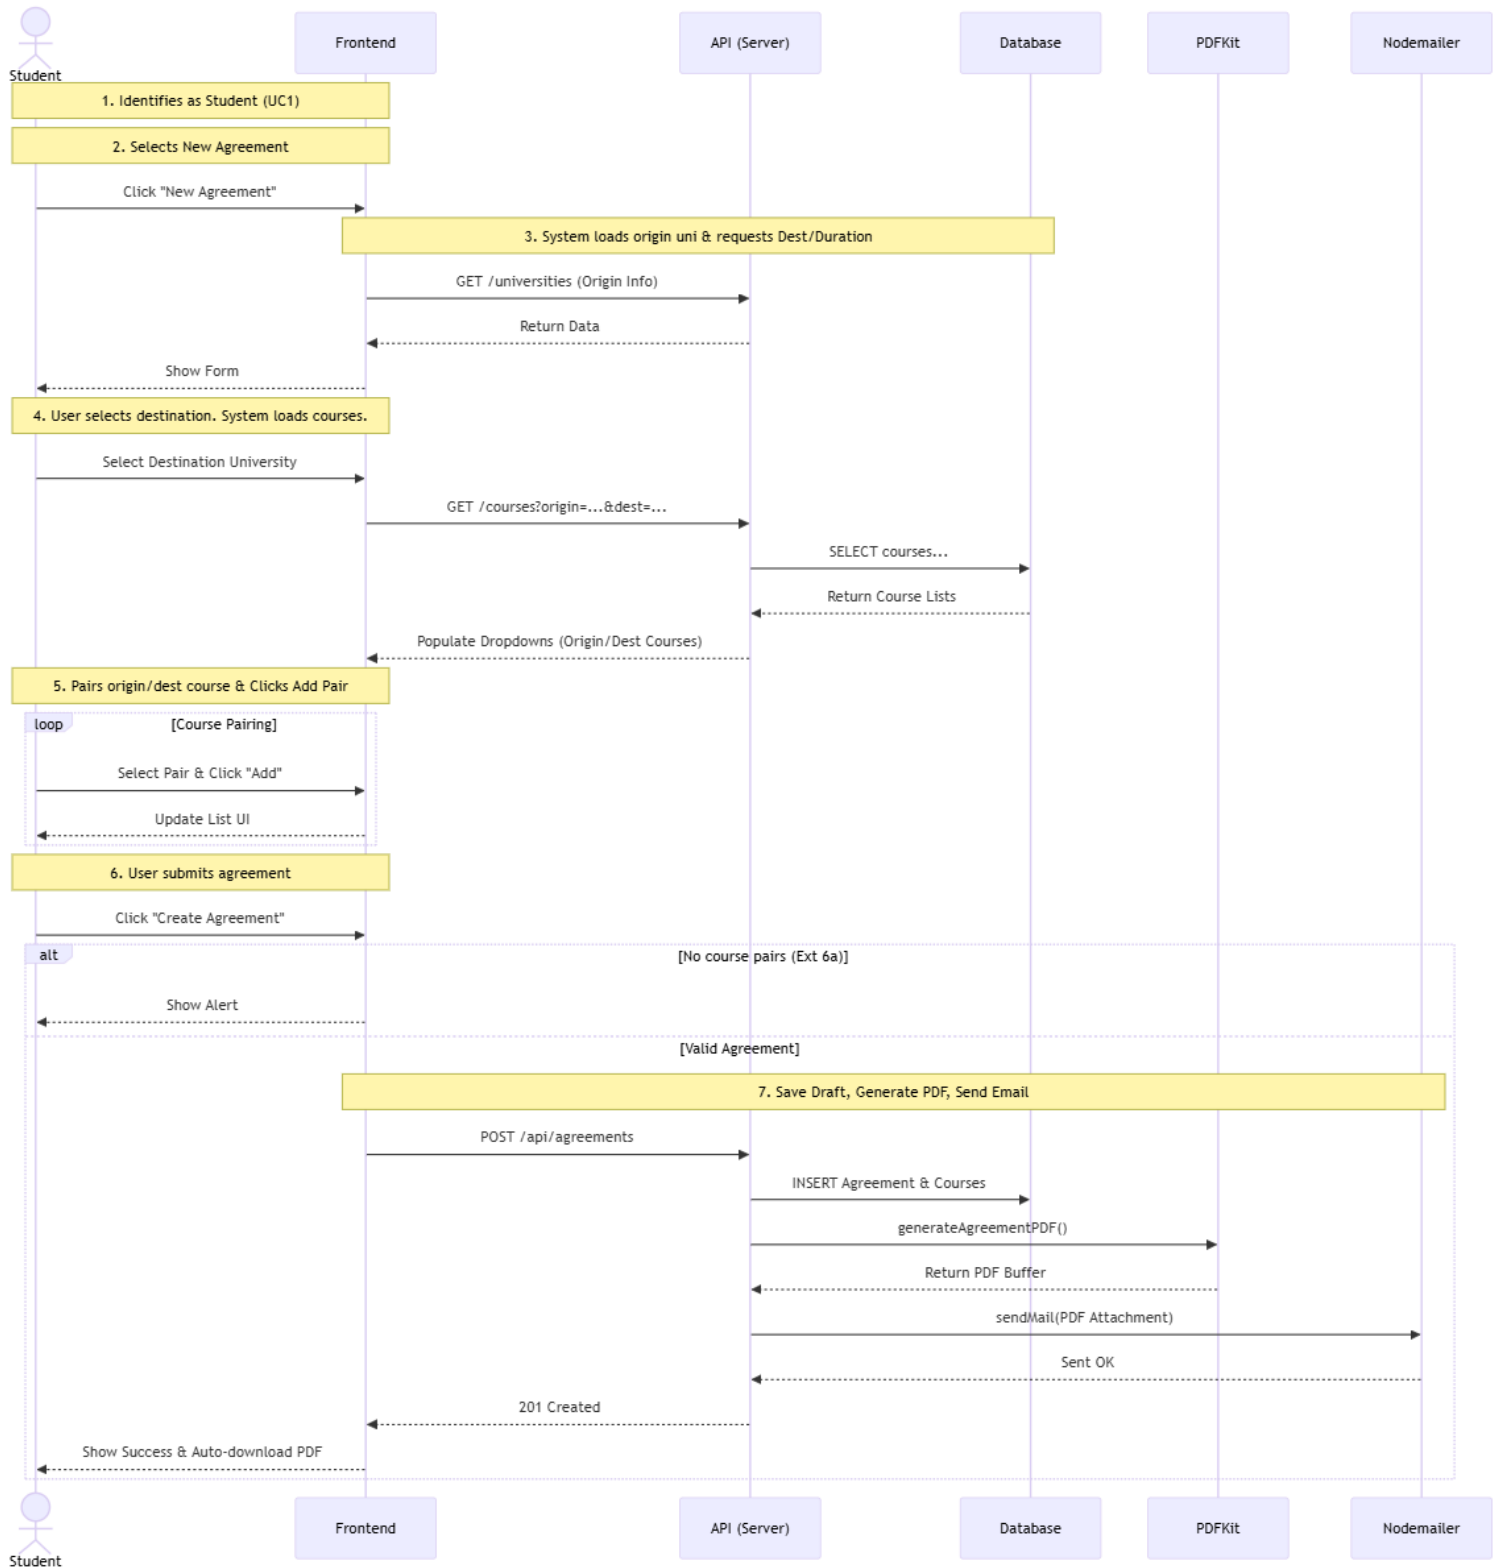 Student
Frontend
API (Server)
Database
PDFKit
Nodemailer
1. Identifies as Student (UC1)
2. Selects New Agreement
Click "New Agreement"
3. System loads origin uni & requests Dest/Duration
GET /universities (Origin Info)
Return Data
Show Form
4. User selects destination. System loads courses.
Select Destination University
GET /courses?origin=...&dest=...
SELECT courses...
Return Course Lists
Populate Dropdowns (Origin/Dest Courses)
5. Pairs origin/dest course & Clicks Add Pair
loop
[Course Pairing]
Select Pair & Click "Add"
Update List UI
6. User submits agreement
Click "Create Agreement"
alt
[No course pairs (Ext 6a)]
Show Alert
[Valid Agreement]
7. Save Draft, Generate PDF, Send Email
POST /api/agreements
INSERT Agreement & Courses
generateAgreementPDF()
Return PDF Buffer
sendMail(PDF Attachment)
Sent OK
201 Created
Show Success & Auto-download PDF
Student
Frontend
API (Server)
Database
PDFKit
Nodemailer